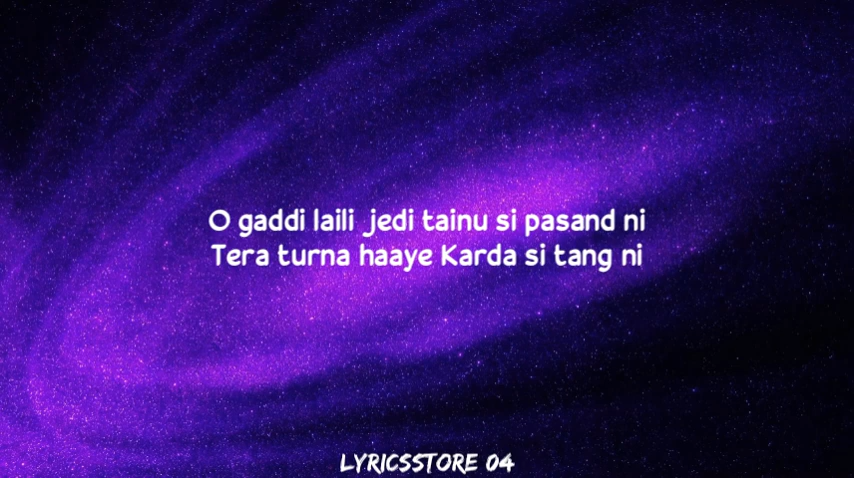 O gaddi laili jedi tainu si pasand ni
Tera turna haaye Karda si tang ni
LYRICSSTORE 04